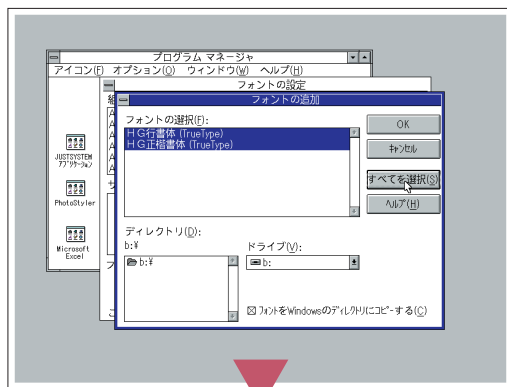 プログラム マネージャ
アイコン(F) オプション(O) ウィンドウ(W) ヘルプ(H)
フォントの設定
フォントの追加
フォントの選択(F):
HG行書体 (TrueType)
HG正楷書体 (TrueType)
OK
キャンセル
すべてを選択(S)
ヘルプ(H)
ディレクトリ(D):
b:¥
b:¥
ドライブ(V):
b:
フォントをWindowsのディレクトリにコピーする(C)
JUSTSYSTEM
アプリケーション
PhotoStyler
Microsoft
Excel